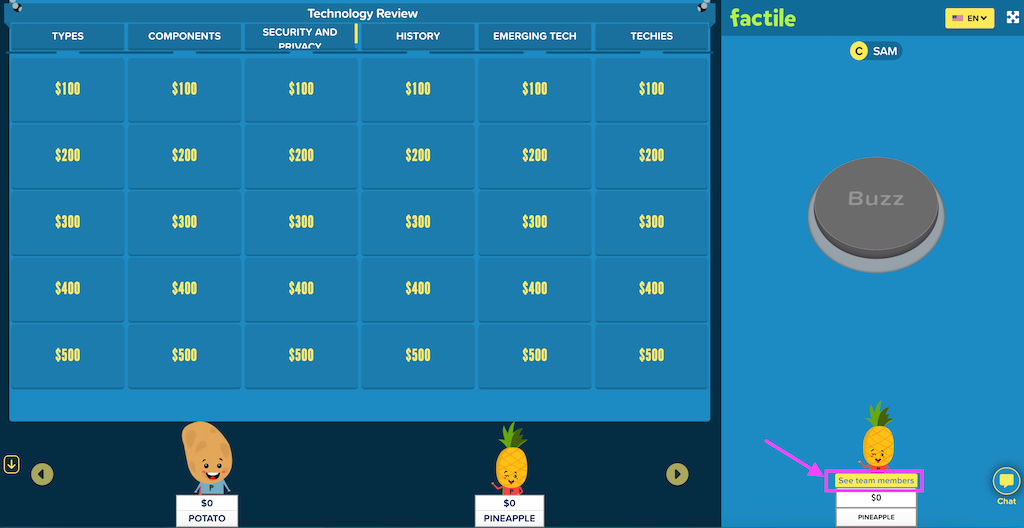 Technology Review
TYPES COMPONENTS SECURITY AND PRIVACY HISTORY EMERGING TECH TECHIES
$100 $100 $100 $100 $100 $100
$200 $200 $200 $200 $200 $200
$300 $300 $300 $300 $300 $300
$400 $400 $400 $400 $400 $400
$500 $500 $500 $500 $500 $500
P
$0
POTATO
$0
PINEAPPLE
factile
EN
C SAM
Buzz
See team members
$0
PINEAPPLE
Chat